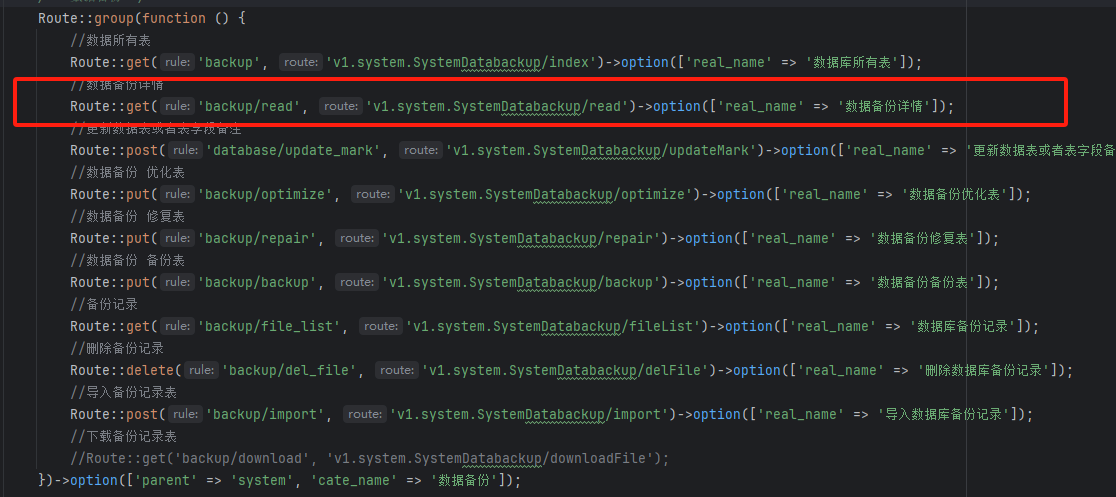 Route::group(function () {
//数据所有表
Route::get( rule: 'backup', route: 'v1.system.SystemDatabackup/index')->option(['real_name' => '数据库所有表']);
//数据备份详情
Route::get( rule: 'backup/read', route: 'v1.system.SystemDatabackup/read')->option(['real_name' => '数据备份详情']);
//更新数据表或者表字段备注
Route::post( rule: 'database/update_mark', route: 'v1.system.SystemDatabackup/updateMark')->option(['real_name' => '更新数据表或者表字段备
//数据备份 优化表
Route::put( rule: 'backup/optimize', route: 'v1.system.SystemDatabackup/optimize')->option(['real_name' => '数据备份优化表']);
//数据备份 修复表
Route::put( rule: 'backup/repair', route: 'v1.system.SystemDatabackup/repair')->option(['real_name' => '数据备份修复表']);
//数据备份 备份表
Route::put( rule: 'backup/backup', route: 'v1.system.SystemDatabackup/backup')->option(['real_name' => '数据备份备份表']);
//备份记录
Route::get( rule: 'backup/file_list', route: 'v1.system.SystemDatabackup/fileList')->option(['real_name' => '数据库备份记录']);
//删除备份记录
Route::delete( rule: 'backup/del_file', route: 'v1.system.SystemDatabackup/delFile')->option(['real_name' => '删除数据库备份记录']);
//导入备份记录表
Route::post( rule: 'backup/import', route: 'v1.system.SystemDatabackup/import')->option(['real_name' => '导入数据库备份记录']);
//下载备份记录表
//Route::get('backup/download', 'v1.system.SystemDatabackup/downloadFile');
})->option(['parent' => 'system', 'cate_name' => '数据备份']);